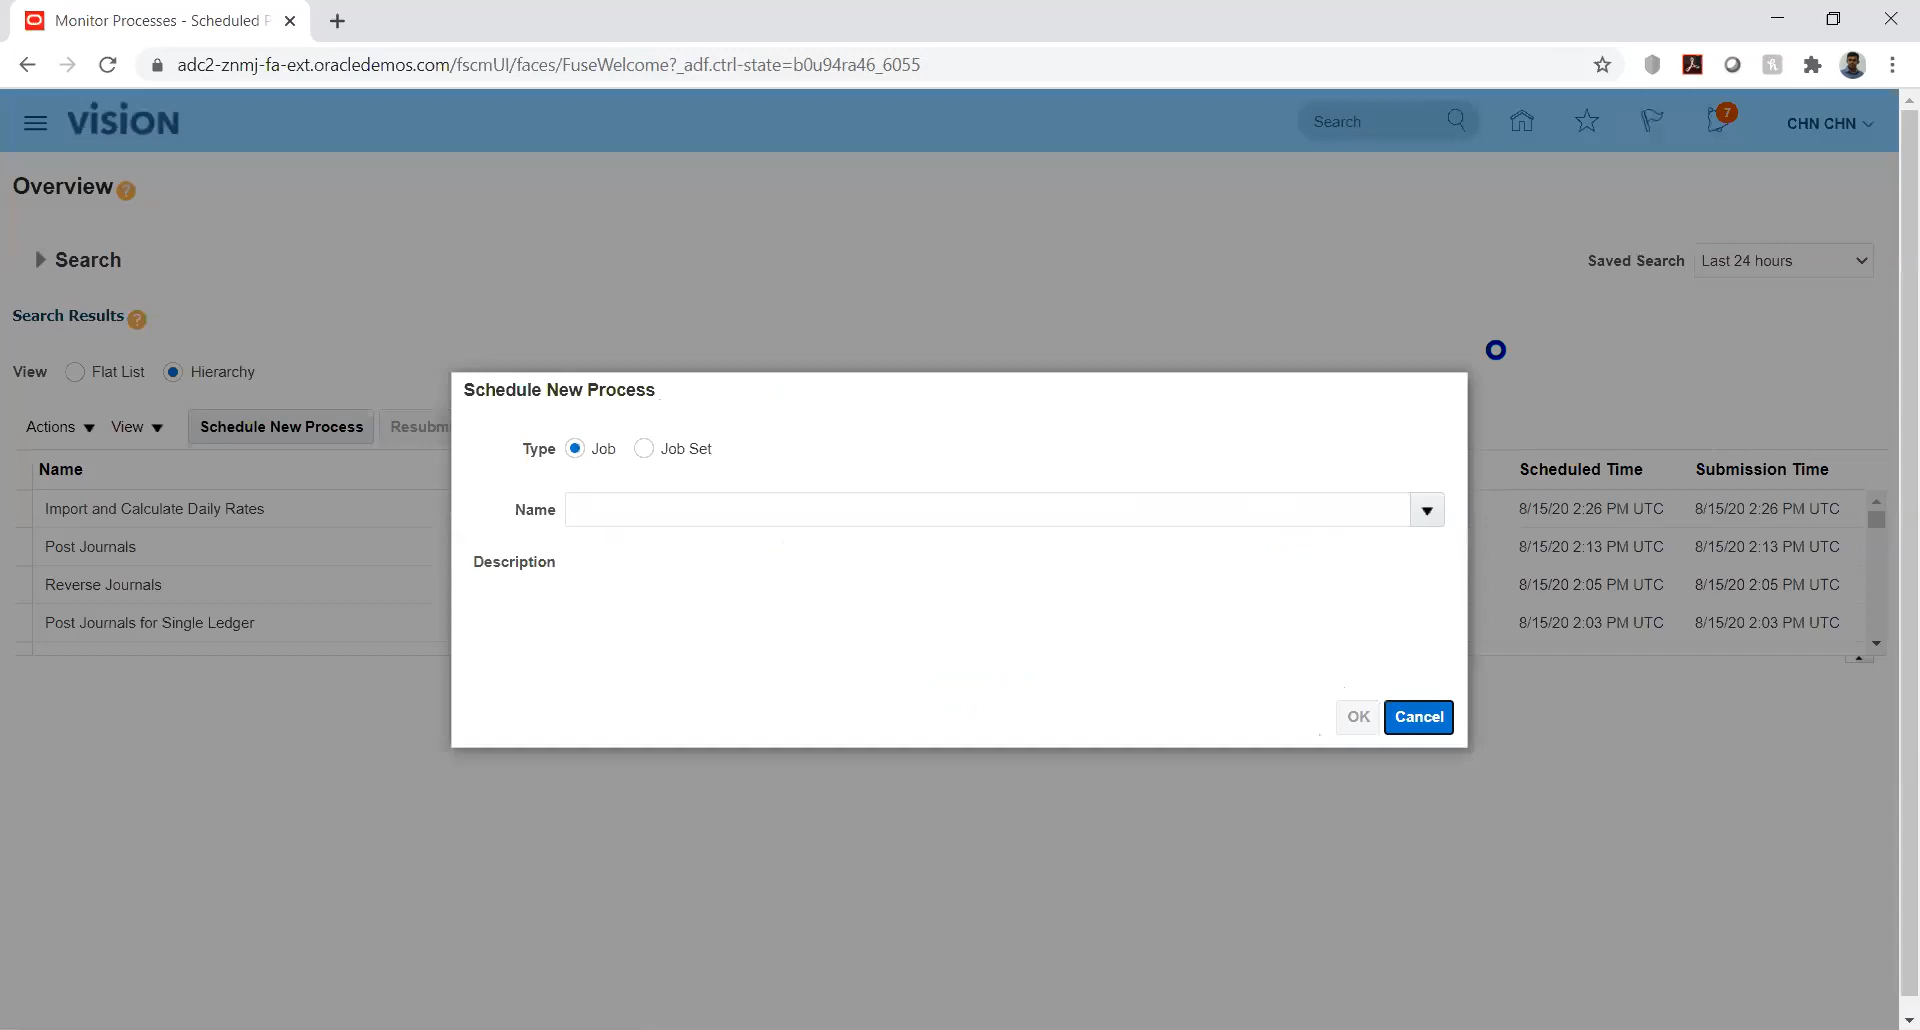 Monitor Processes - Scheduled P
adc2-znmj-fa-ext.oracledemos.com/fscmUI/faces/FuseWelcome?_adf.ctrl-state=b0u94ra46_6055
VISION
Search
7
CHN CHN
Overview ?
Search
Saved Search Last 24 hours
Search Results ?
View Flat List Hierarchy
Actions View Schedule New Process Resubm
Name Scheduled Time Submission Time
Import and Calculate Daily Rates 8/15/20 2:26 PM UTC 8/15/20 2:26 PM UTC
Post Journals 8/15/20 2:13 PM UTC 8/15/20 2:13 PM UTC
Reverse Journals 8/15/20 2:05 PM UTC 8/15/20 2:05 PM UTC
Post Journals for Single Ledger 8/15/20 2:03 PM UTC 8/15/20 2:03 PM UTC
Schedule New Process
Type Job Job Set
Name
Description
OK Cancel